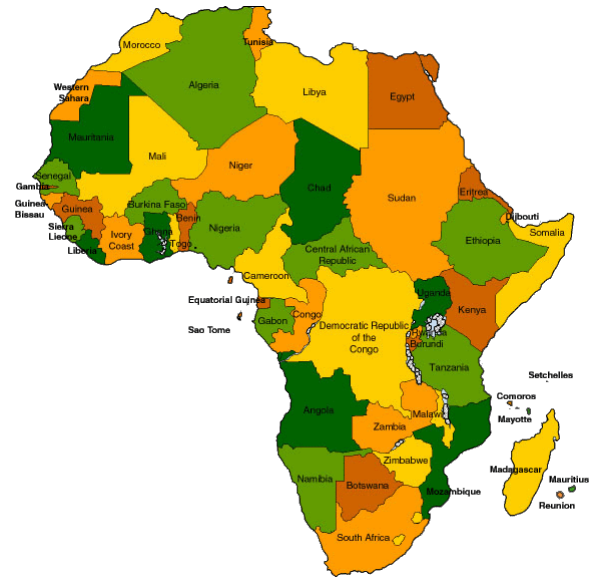 Morocco
Tunisia
Algeria
Libya
Egypt
Western
Sahara
Mauritania
Mali
Niger
Chad
Sudan
Eritrea
Senegal
Gambia
Guinea
Bissau
Guinea
Burkina Faso
Benin
Nigeria
Djibouti
Somalia
Ethiopia
Sierra
Lieone
Liberia
Ivory
Coast
Ghana
Togo
Central African
Republic
Cameroon
Equatorial Guinea
Sao Tome
Gabon
Congo
Democratic Republic
of the
Congo
Uganda
Kenya
Rwanda
Burundi
Tanzania
Setchelles
Comoros
Mayotte
Angola
Zambia
Malawi
Zimbabwe
Mozambique
Madagascar
Mauritius
Reunion
Namibia
Botswana
South Africa